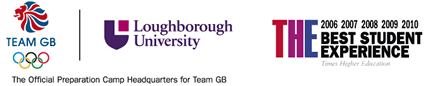 TEAM GB
Loughborough
University
THE 2006 2007 2008 2009 2010
BEST STUDENT
EXPERIENCE
Times Higher Education
The Official Preparation Camp Headquarters for Team GB